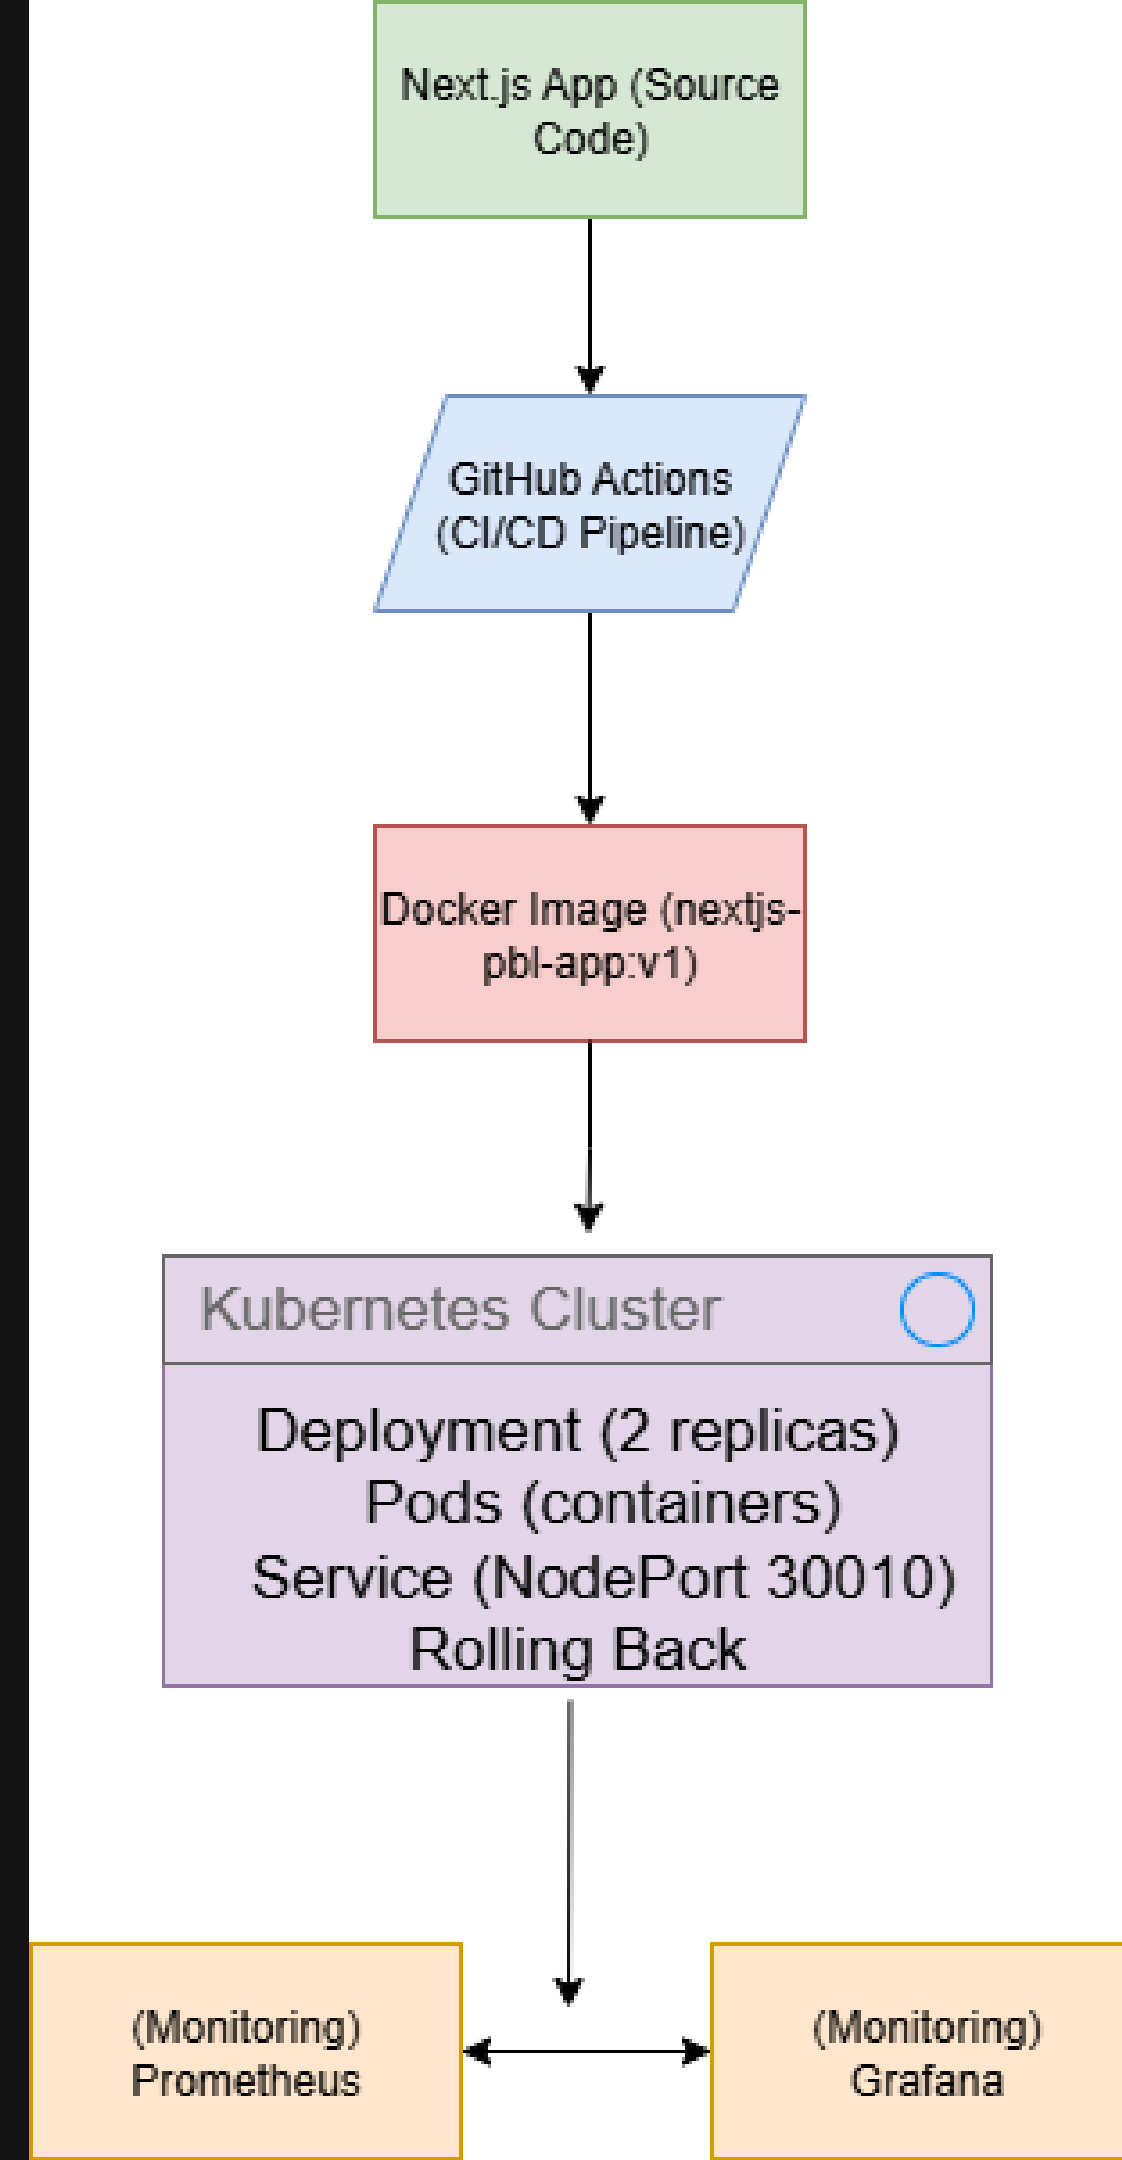 Next.js App (Source
Code)
GitHub Actions
(CI/CD Pipeline)
Docker Image (nextjs-
pbl-app:v1)
Kubernetes Cluster
Deployment (2 replicas)
Pods (containers)
Service (NodePort 30010)
Rolling Back
(Monitoring)
Prometheus
(Monitoring)
Grafana